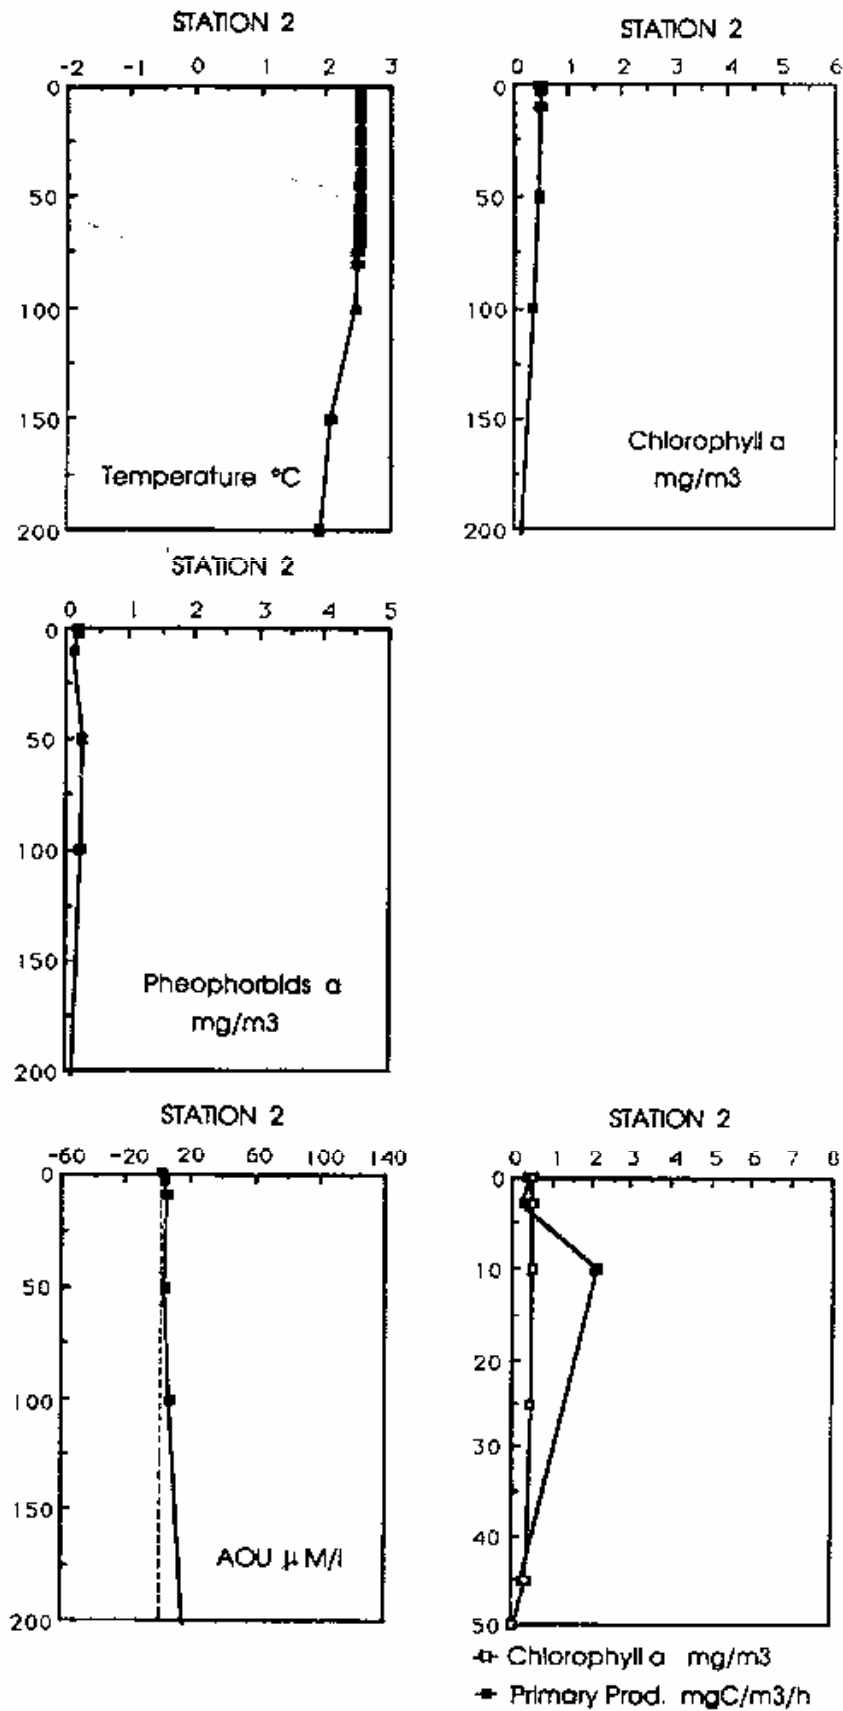 STATION 2
-2 -1 0 1 2 3
0
50
100
150
200
Temperature °C
STATION 2
0 1 2 3 4 5 6
0
50
100
150
200
Chlorophyll a
mg/m3
STATION 2
0 1 2 3 4 5
0
50
100
150
200
Pheophorbids a
mg/m3
STATION 2
-60 -20 20 60 100 140
0
50
100
150
200
AOU µ M/l
STATION 2
0 1 2 3 4 5 6 7 8
0
10
20
30
40
50
Chlorophyll a mg/m3
Primary Prod. mgC/m3/h